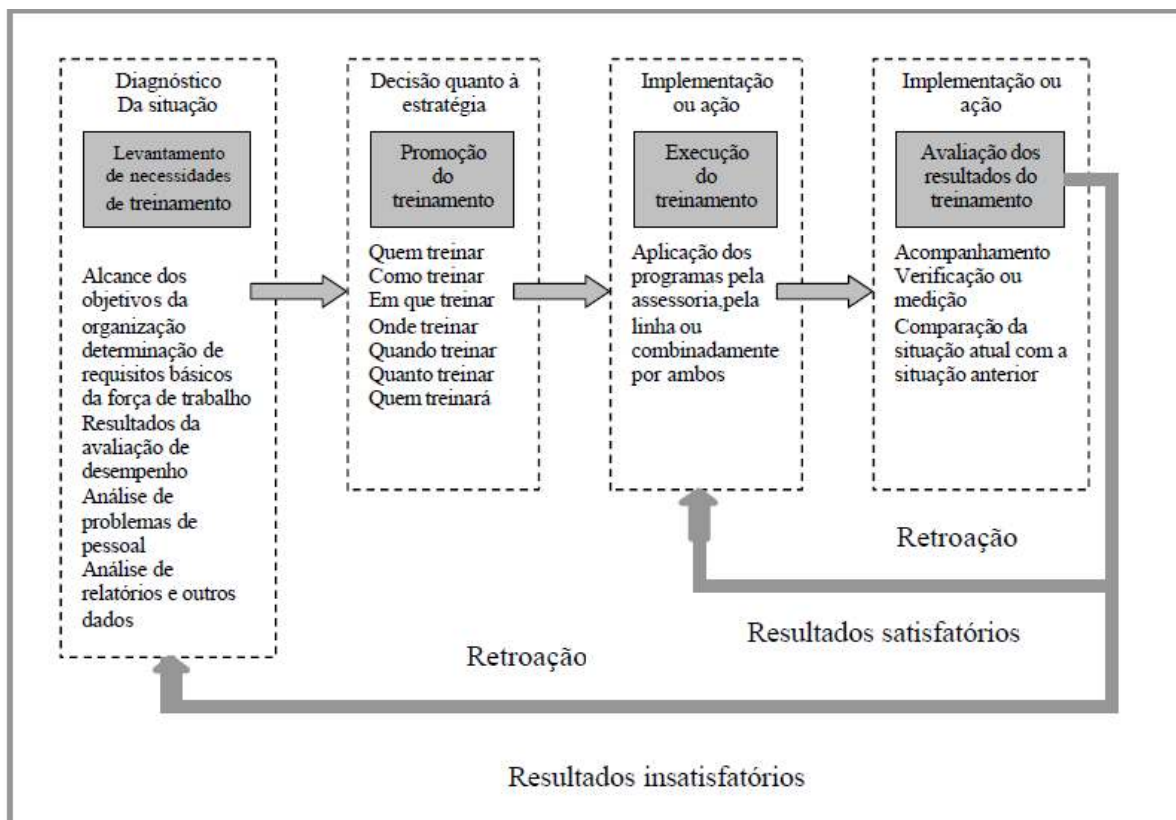 Diagnóstico
Da situação
Levantamento
de necessidades
de treinamento
Alcance dos
objetivos da
organização
determinação de
requisitos básicos
da força de trabalho
Resultados da
avaliação de
desempenho
Análise de
problemas de
pessoal
Análise de
relatórios e outros
dados
Decisão quanto à
estratégia
Promoção
do
treinamento
Quem treinar
Como treinar
Em que treinar
Onde treinar
Quando treinar
Quanto treinar
Quem treinará
Implementação
ou ação
Execução
do
treinamento
Aplicação dos
programas pela
assessoria,pela
linha ou
combinadamente
por ambos
Implementação ou
ação
Avaliação dos
resultados do
treinamento
Acompanhamento
Verificação ou
medição
Comparação da
situação atual com a
situação anterior
Retroação
Resultados satisfatórios
Retroação
Resultados insatisfatórios